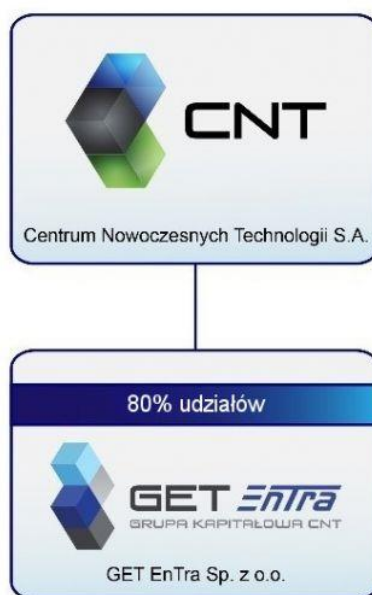 CNT
Centrum Nowoczesnych Technologii S.A.
80% udziałów
GET EnTra
GRUPA KAPITAŁOWA CNT
GET EnTra Sp. z o.o.